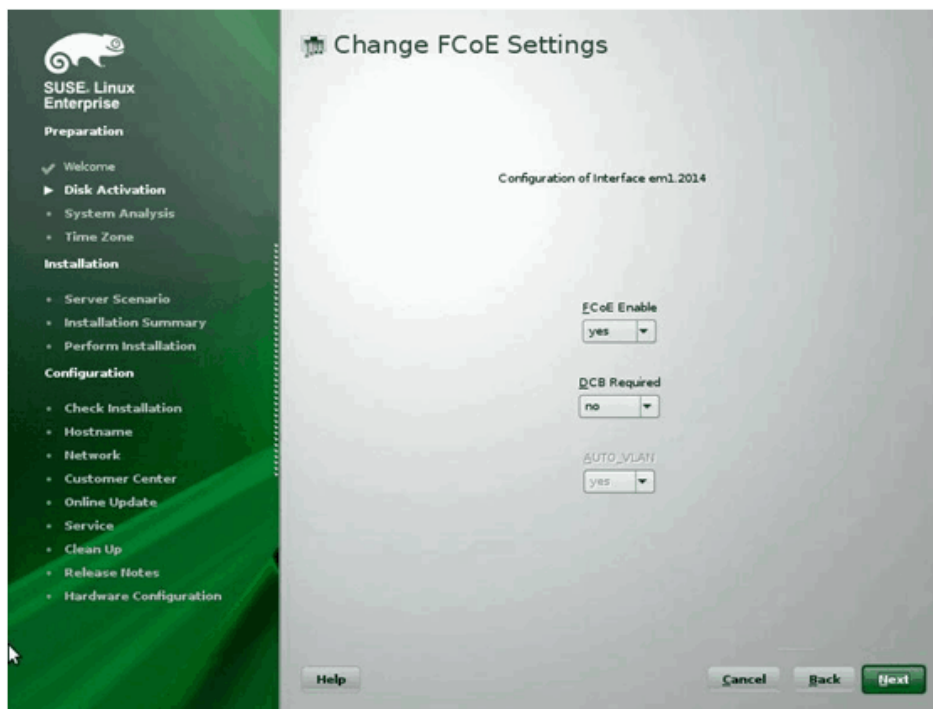 SUSE. Linux
Enterprise
Preparation
Welcome
Disk Activation
System Analysis
Time Zone
Installation
Server Scenario
Installation Summary
Perform Installation
Configuration
Check Installation
Hostname
Network
Customer Center
Online Update
Service
Clean Up
Release Notes
Hardware Configuration
Change FCoE Settings
Configuration of Interface em1.2014
FCoE Enable
yes
DCB Required
no
AUTO_VLAN
yes
Help
Cancel
Back
Next